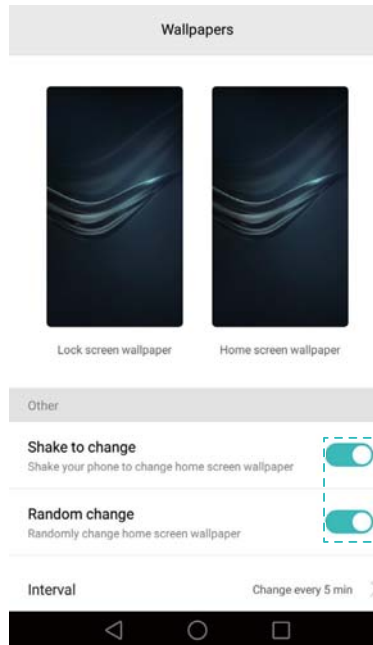 Wallpapers
Lock screen wallpaper
Home screen wallpaper
Other
Shake to change
Shake your phone to change home screen wallpaper
Random change
Randomly change home screen wallpaper
Interval
Change every 5 min